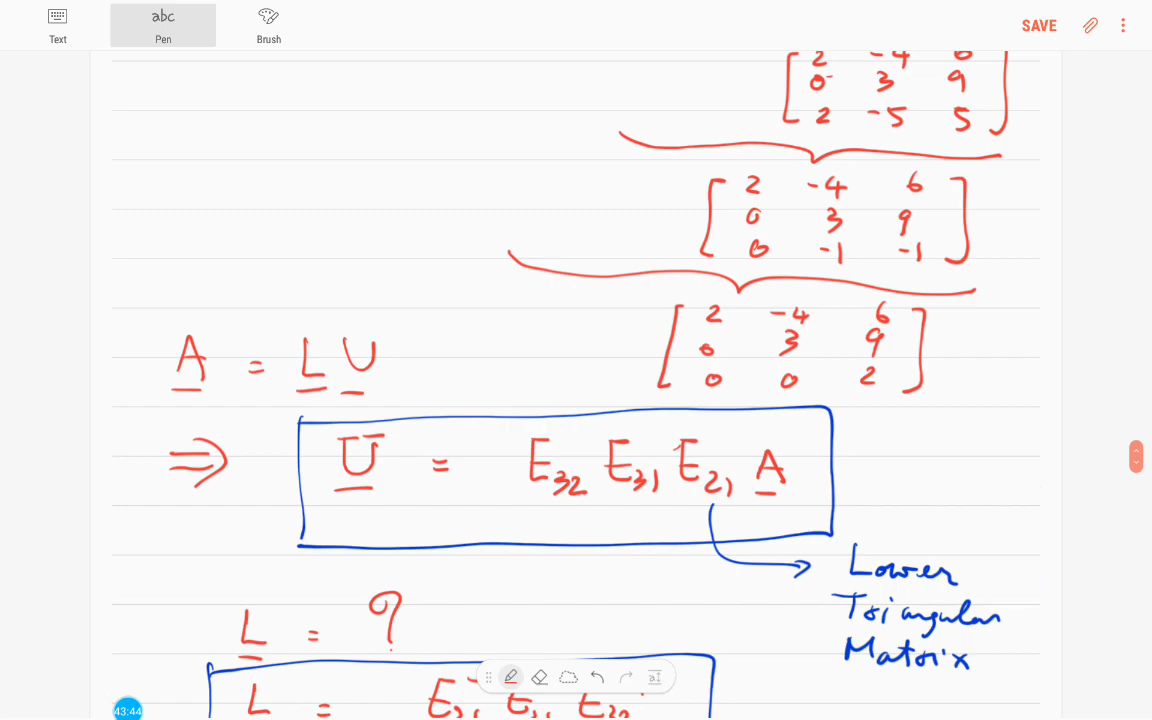 Text
abc
Pen
Brush
SAVE
2 -4 6
0 3 9
2 -5 5
2 -4 6
0 3 9
0 -1 -1
2 -4 6
0 3 9
0 0 2
A = L U
⇒ U = E32 E31 E21 A
Lower
Triangular
Matrix
L = ?
L =
43:44